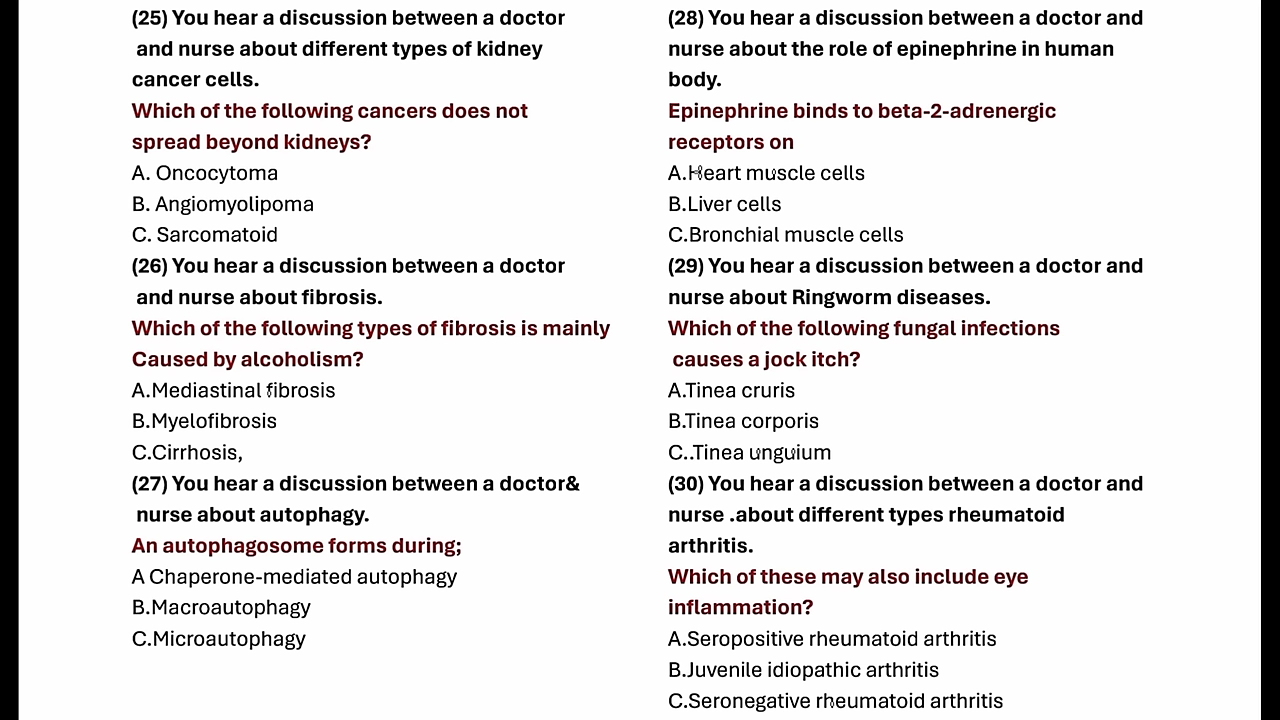 (25) You hear a discussion between a doctor
and nurse about different types of kidney
cancer cells.
Which of the following cancers does not
spread beyond kidneys?
A. Oncocytoma
B. Angiomyolipoma
C. Sarcomatoid
(26) You hear a discussion between a doctor
and nurse about fibrosis.
Which of the following types of fibrosis is mainly
Caused by alcoholism?
A.Mediastinal fibrosis
B.Myelofibrosis
C.Cirrhosis,
(27) You hear a discussion between a doctor&
nurse about autophagy.
An autophagosome forms during;
A Chaperone-mediated autophagy
B.Macroautophagy
C.Microautophagy
(28) You hear a discussion between a doctor and
nurse about the role of epinephrine in human
body.
Epinephrine binds to beta-2-adrenergic
receptors on
A.Heart muscle cells
B.Liver cells
C.Bronchial muscle cells
(29) You hear a discussion between a doctor and
nurse about Ringworm diseases.
Which of the following fungal infections
causes a jock itch?
A.Tinea cruris
B.Tinea corporis
C..Tinea unguium
(30) You hear a discussion between a doctor and
nurse .about different types rheumatoid
arthritis.
Which of these may also include eye
inflammation?
A.Seropositive rheumatoid arthritis
B.Juvenile idiopathic arthritis
C.Seronegative rheumatoid arthritis